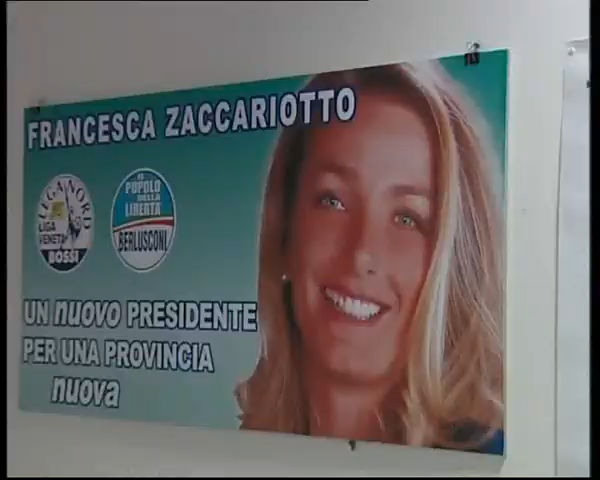 FRANCESCA ZACCARIOTTO
LEGA NORD
LIGA
VENETA
BOSSI
IL
POPOLO
DELLA
LIBERTÀ
BERLUSCONI
UN nuovo PRESIDENTE
PER UNA PROVINCIA
nuova